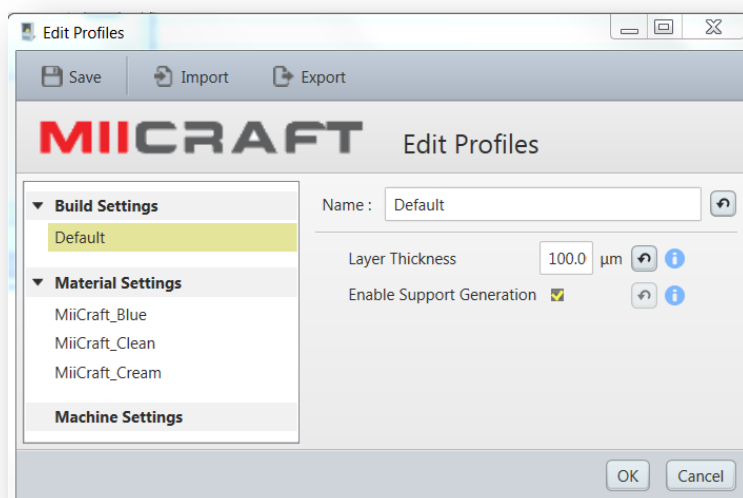 Edit Profiles
Save Import Export
MIICRAFT Edit Profiles
Build Settings
Default
Material Settings
MiiCraft_Blue
MiiCraft_Clean
MiiCraft_Cream
Machine Settings
Name : Default
Layer Thickness 100.0 µm
Enable Support Generation
OK Cancel